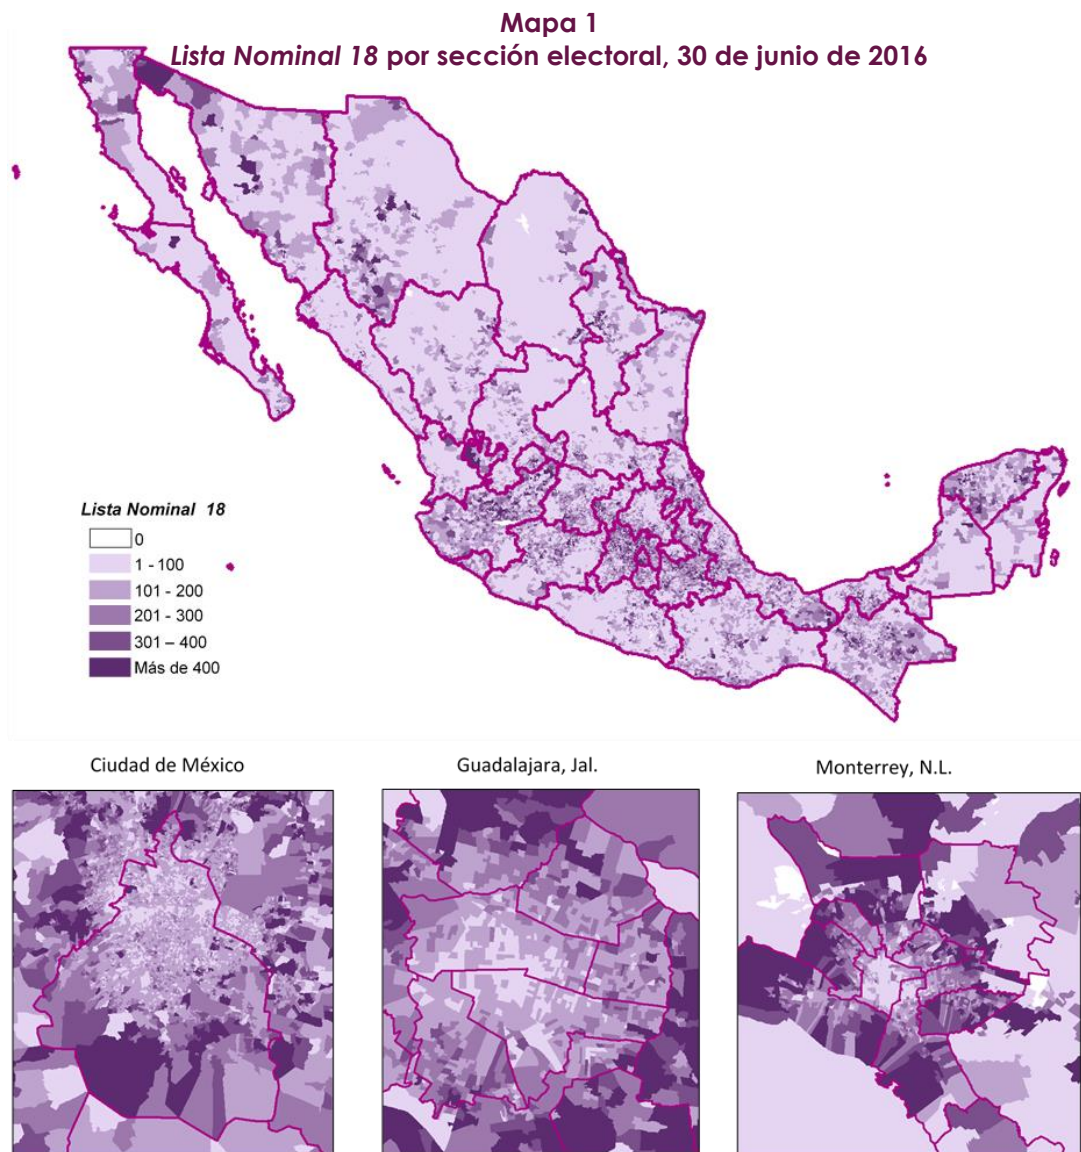 Mapa 1
Lista Nominal 18 por sección electoral, 30 de junio de 2016
Lista Nominal 18
0
1 - 100
101 - 200
201 - 300
301 – 400
Más de 400
Ciudad de México
Guadalajara, Jal.
Monterrey, N.L.